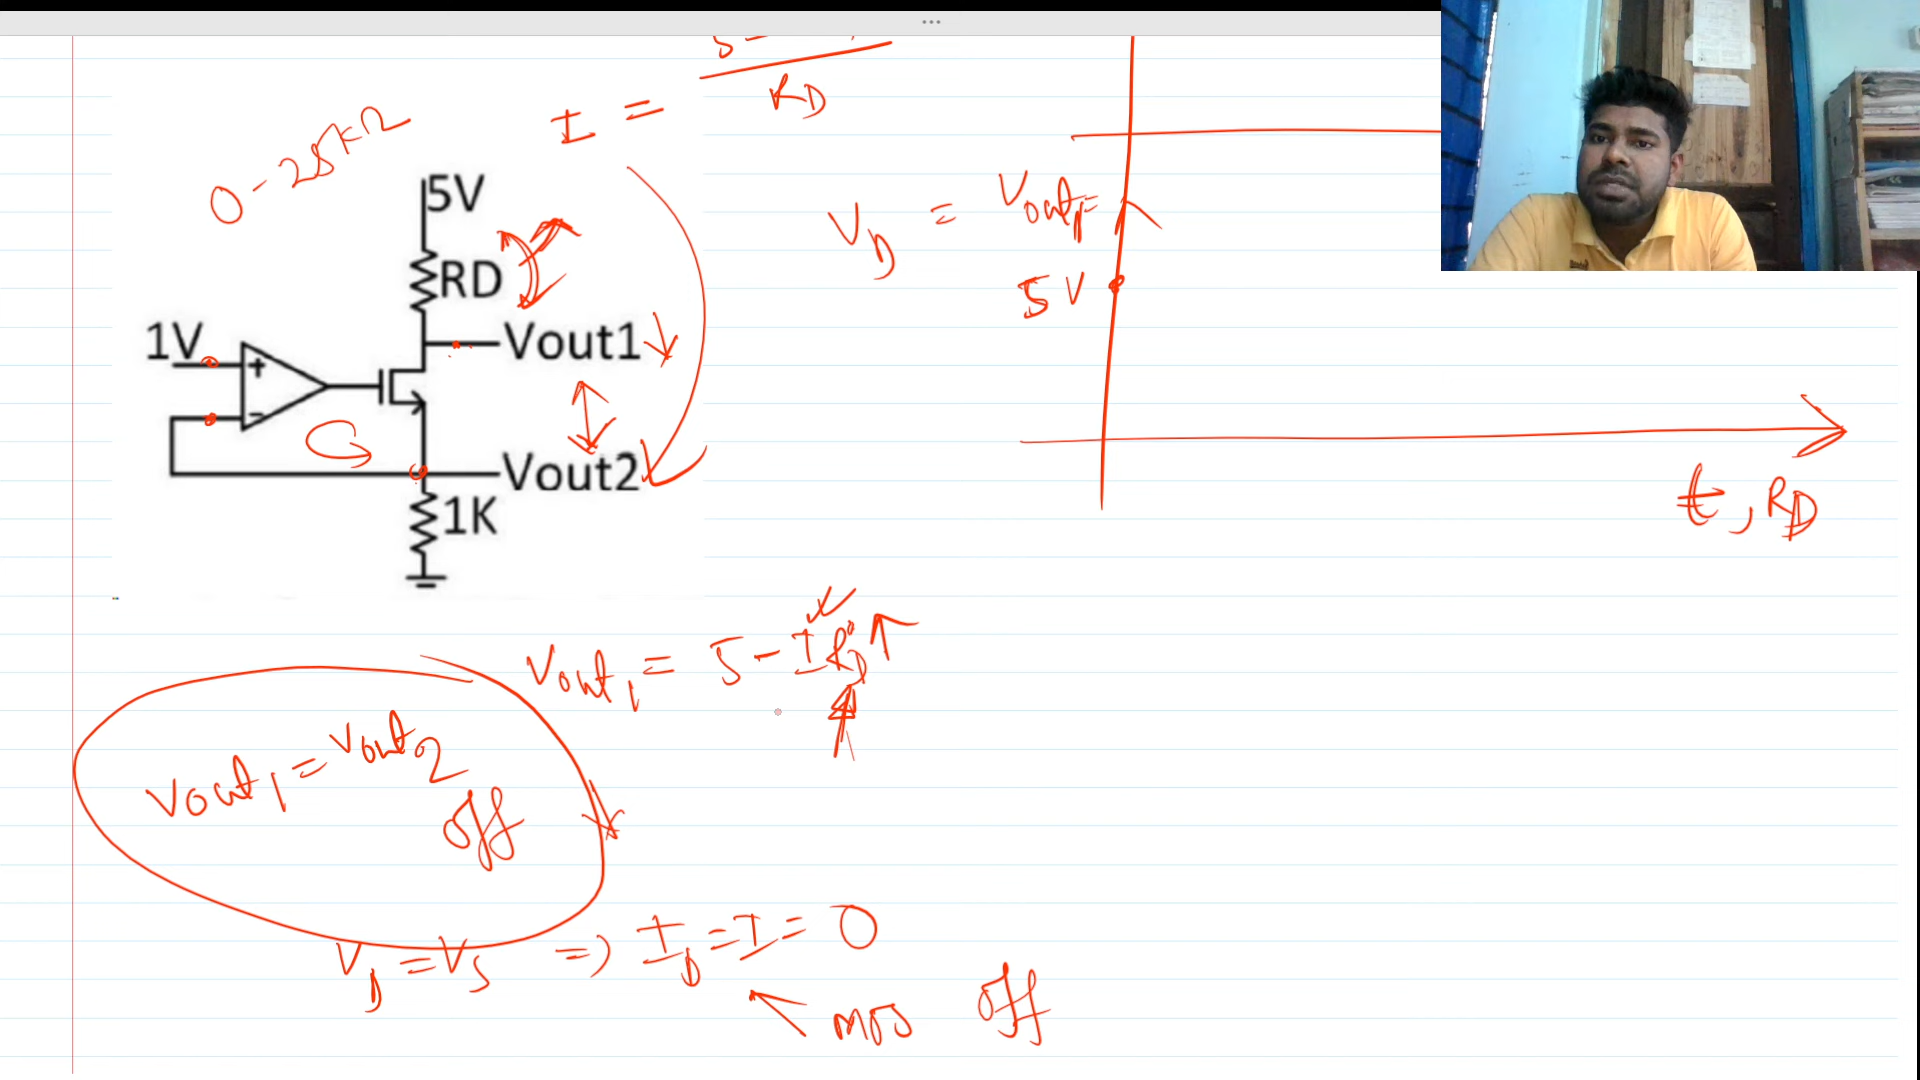 I =
RD
0-25KΩ
5V
RD
VD = Vout1 =
5V
1V
+
-
Vout1
Vout2
1K
t, RD
Vout1 = 5 - I RD
Vout1 = Vout2
off
VD = VS => ID = I = 0
MOS off